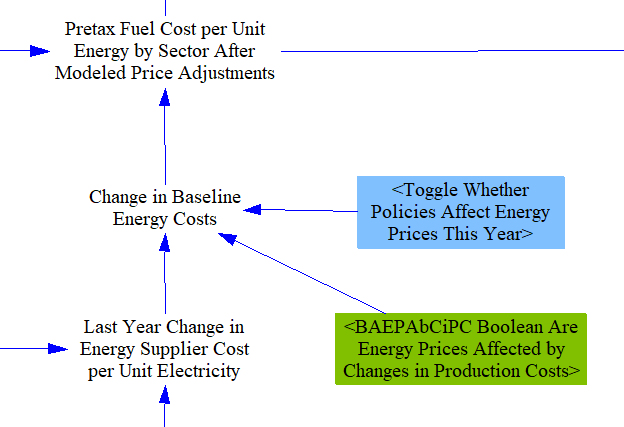 Pretax Fuel Cost per Unit
Energy by Sector After
Modeled Price Adjustments
Change in Baseline
Energy Costs
<Toggle Whether
Policies Affect Energy
Prices This Year>
Last Year Change in
Energy Supplier Cost
per Unit Electricity
<BAEPAbCiPC Boolean Are
Energy Prices Affected by
Changes in Production Costs>